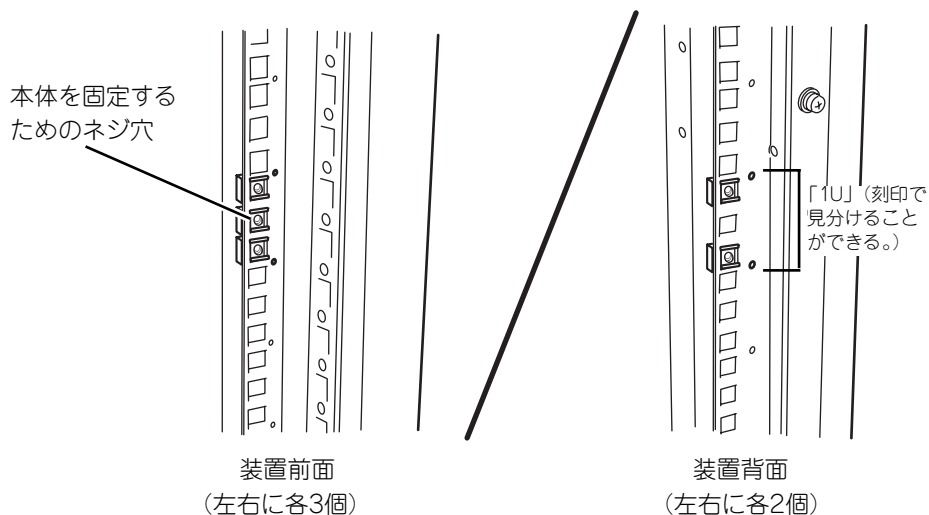 本体を固定する
ためのネジ穴
「1U」（刻印で
見分けること
ができる。）
装置前面
（左右に各3個）
装置背面
（左右に各2個）